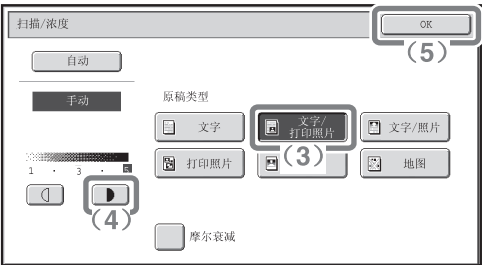 扫描/浓度
OK
(5)
自动
手动
原稿类型
文字
文字/
打印照片
文字/照片
(3)
打印照片
地图
1 · 3 · 5
(4)
摩尔衰减